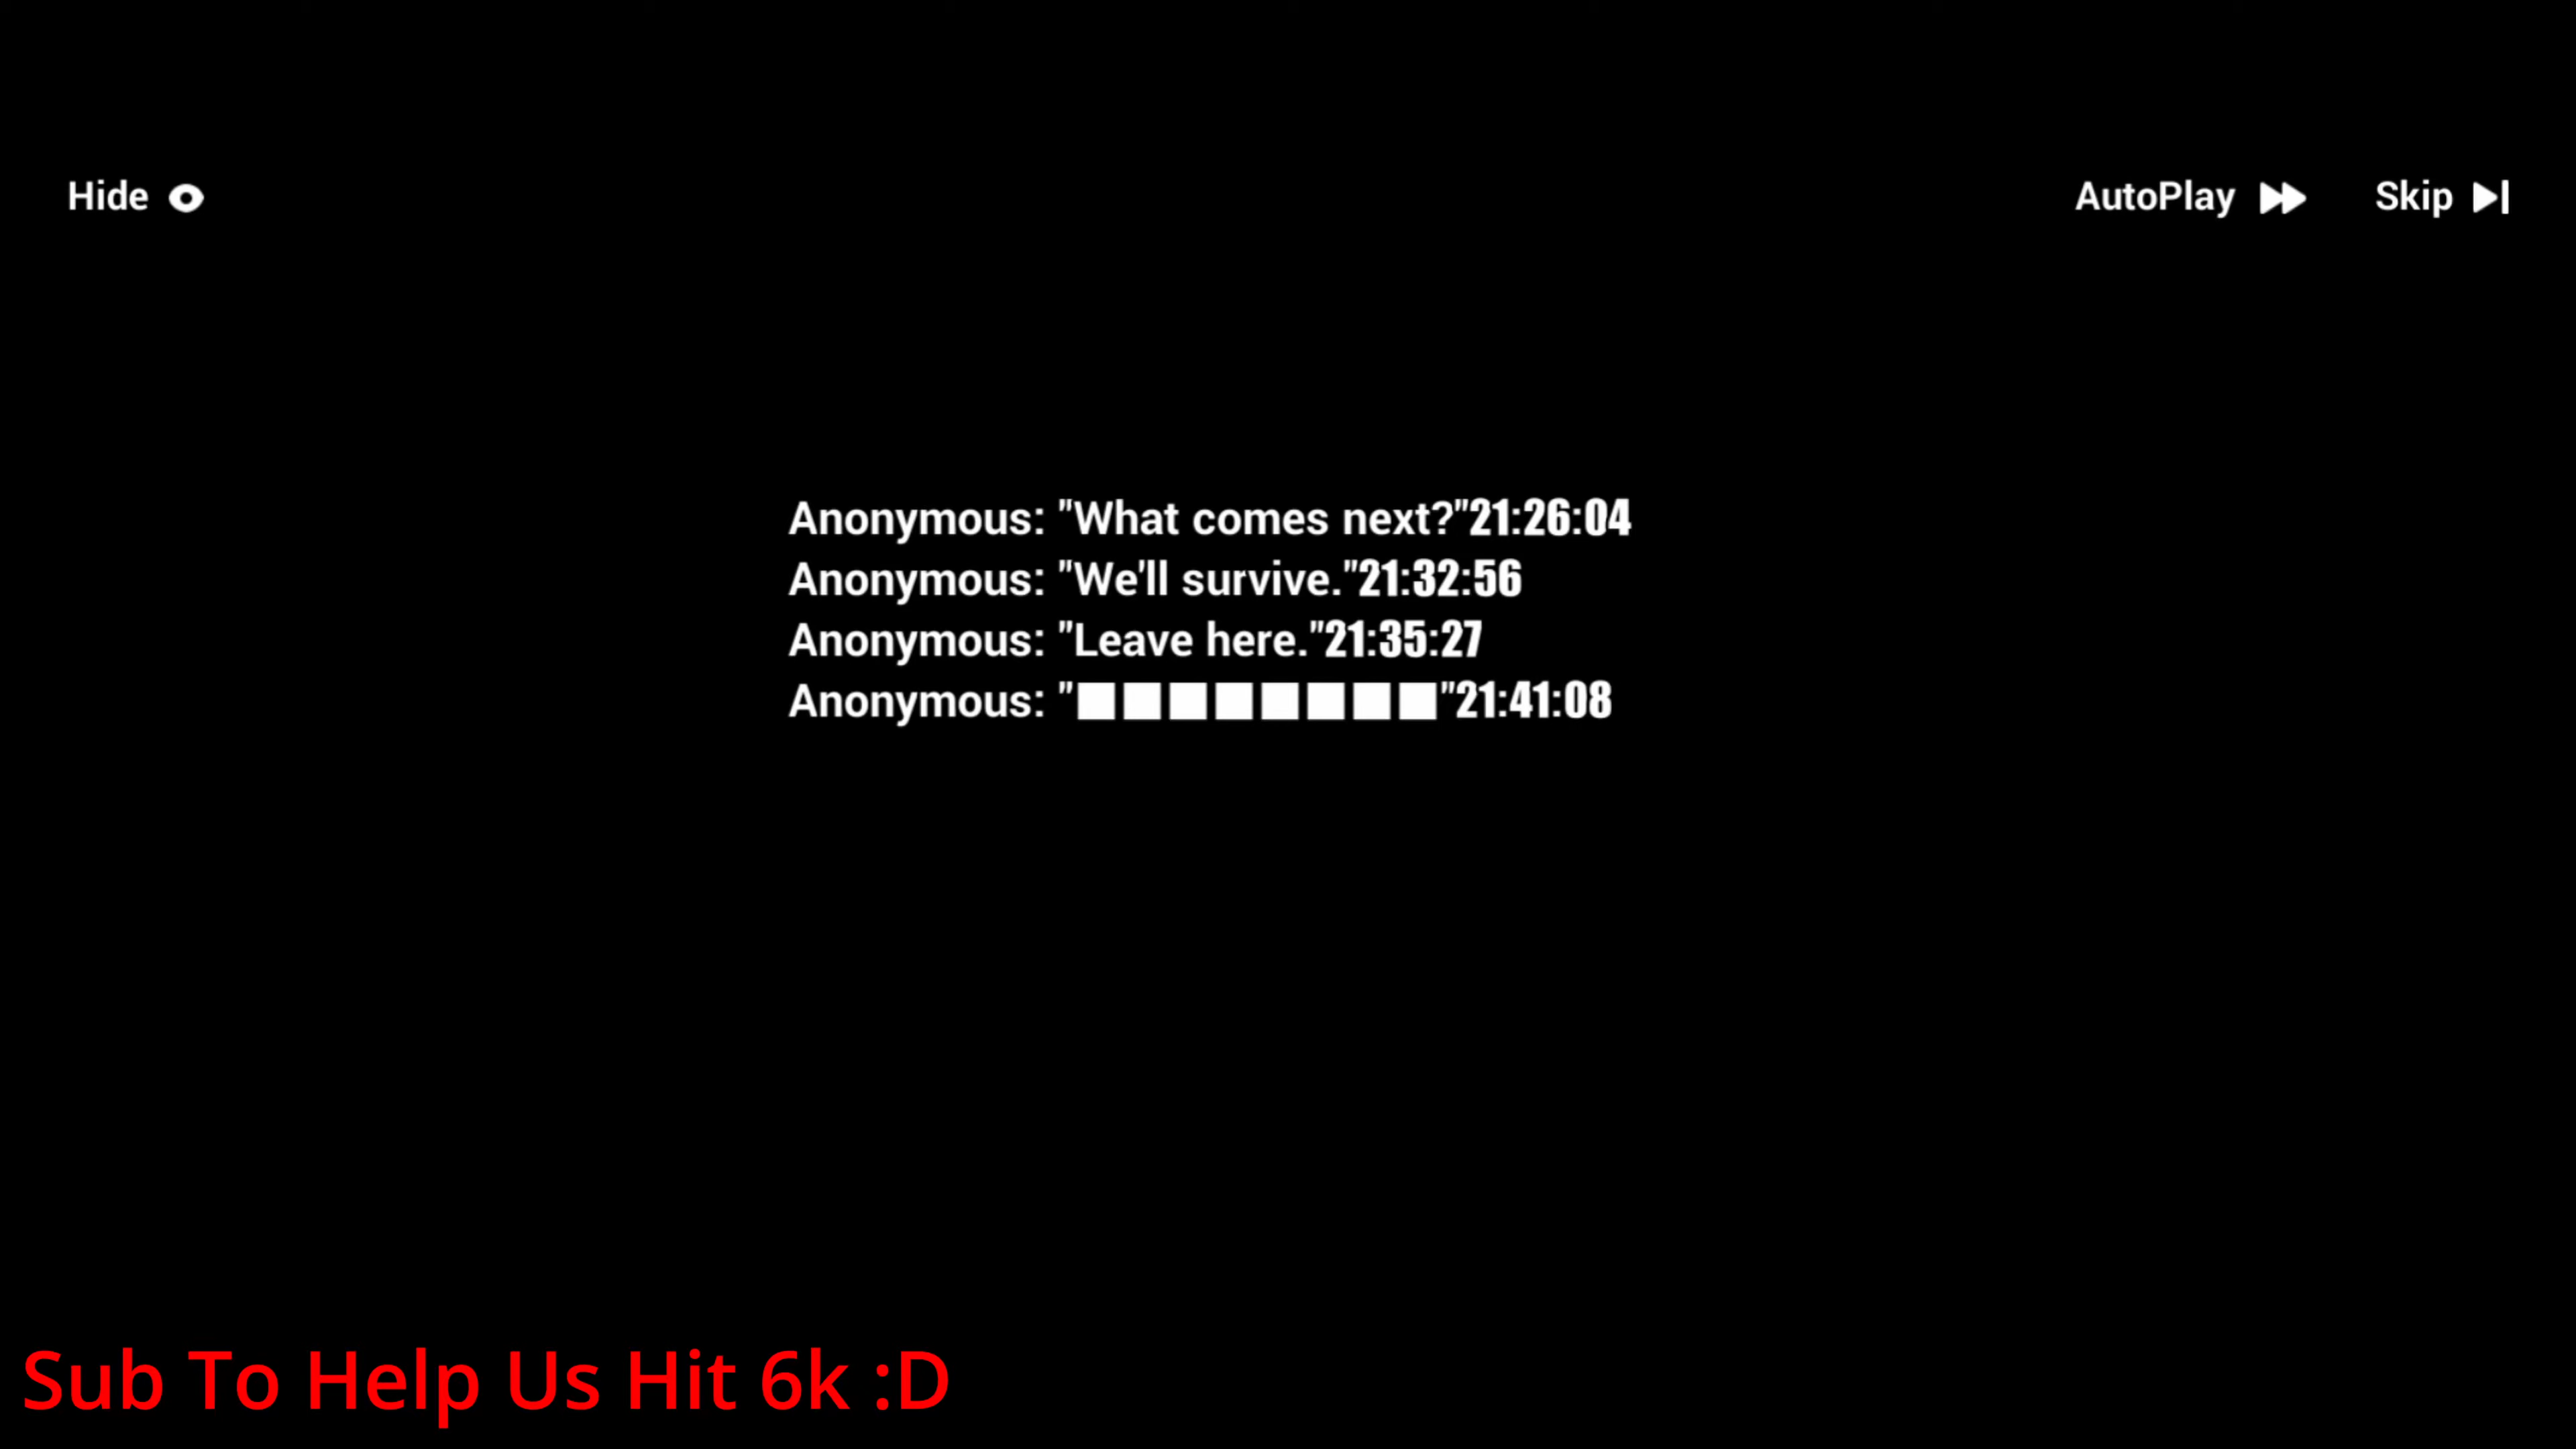 Hide
AutoPlay Skip
Anonymous: "What comes next?"21:26:04
Anonymous: "We'll survive."21:32:56
Anonymous: "Leave here."21:35:27
Anonymous: "■■■■■■■■"21:41:08
Sub To Help Us Hit 6k :D